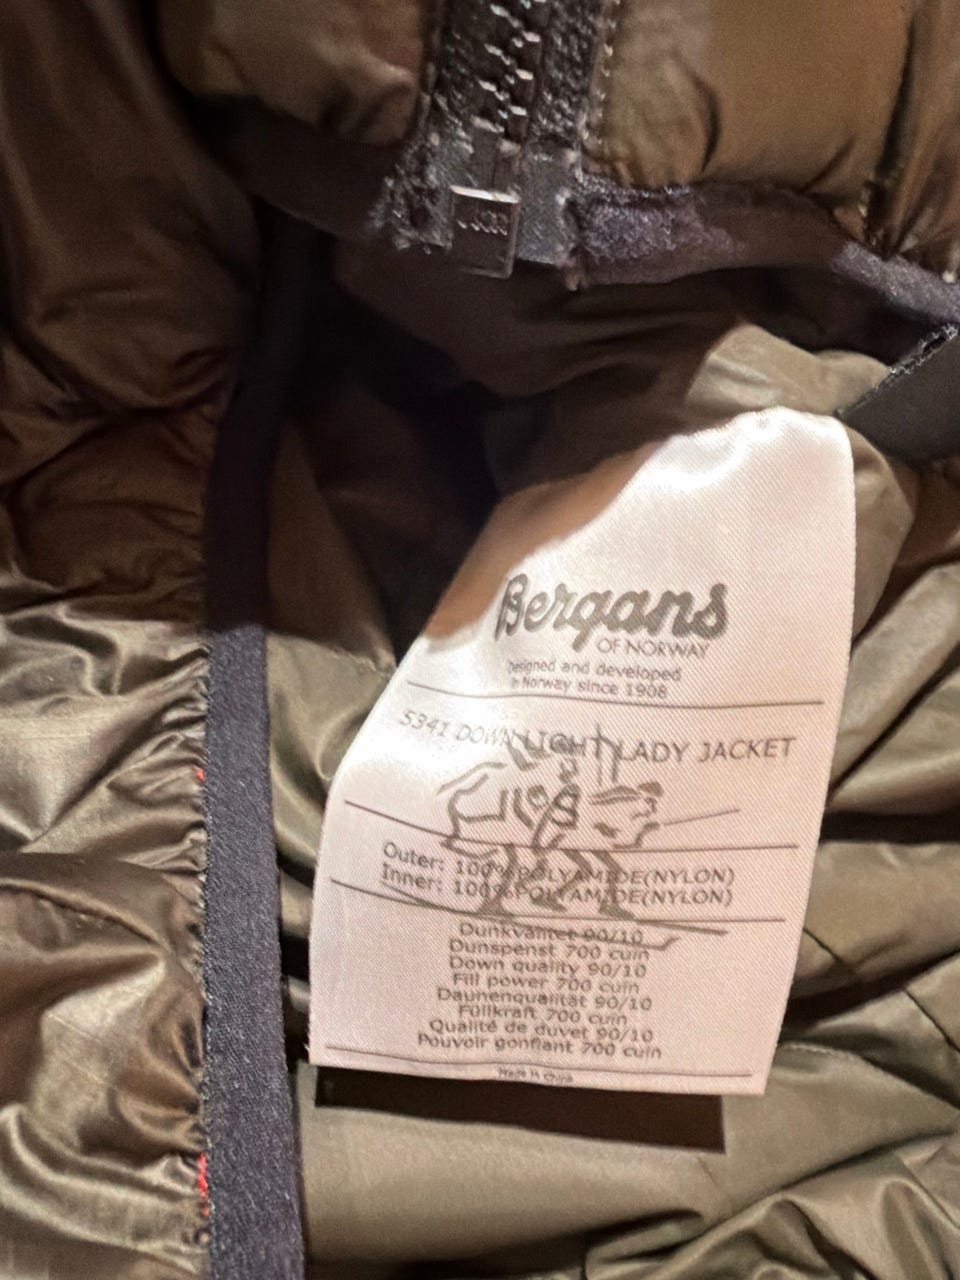 Bergans
OF NORWAY
Designed and developed
in Norway since 1908
5341 DOWN LIGHT LADY JACKET
Outer: 100%POLYAMIDE(NYLON)
Inner: 100%POLYAMIDE(NYLON)
Dunkvalitet 90/10
Dunspenst 700 cuin
Down quality 90/10
Fill power 700 cuin
Daunenqualität 90/10
Füllkraft 700 cuin
Qualité de duvet 90/10
Pouvoir gonflant 700 cuin
Made in China